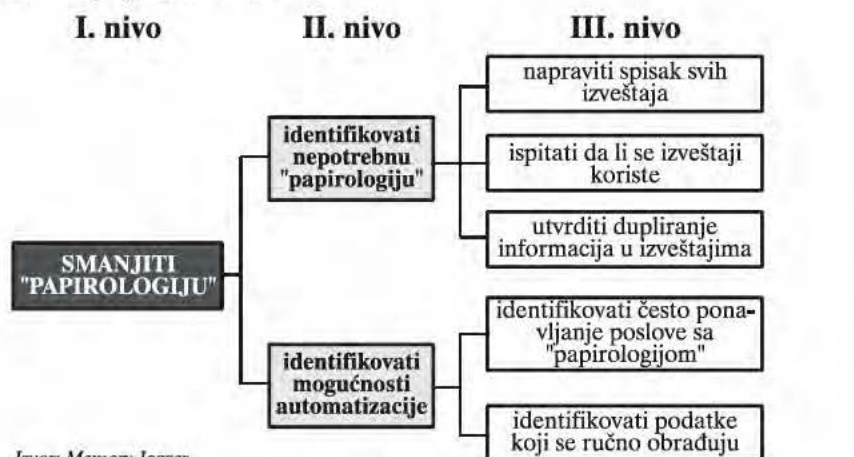 I. nivo
II. nivo
III. nivo
napraviti spisak svih
izveštaja
identifikovati
nepotrebnu
"papirologiju"
ispitati da li se izveštaji
koriste
utvrditi dupliranje
informacija u izveštajima
SMANJITI
"PAPIROLOGIJU"
identifikovati često pona-
vljanje poslove sa
"papirologijom"
identifikovati
mogućnosti
automatizacije
identifikovati podatke
koji se ručno obrađuju